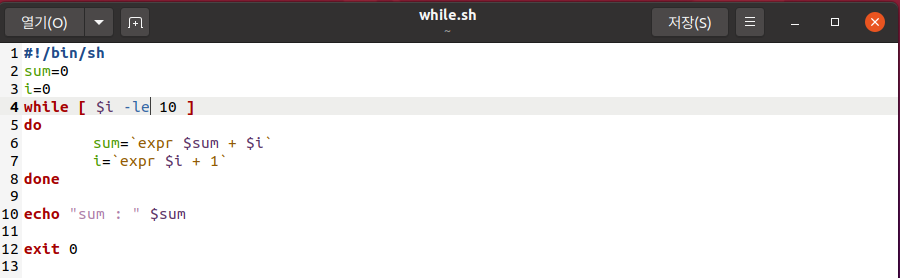 열기(O)
while.sh
~
저장(S)
1 #!/bin/sh
2 sum=0
3 i=0
4 while [ $i -le 10 ]
5 do
6         sum=`expr $sum + $i`
7         i=`expr $i + 1`
8 done
9
10 echo "sum : " $sum
11
12 exit 0
13